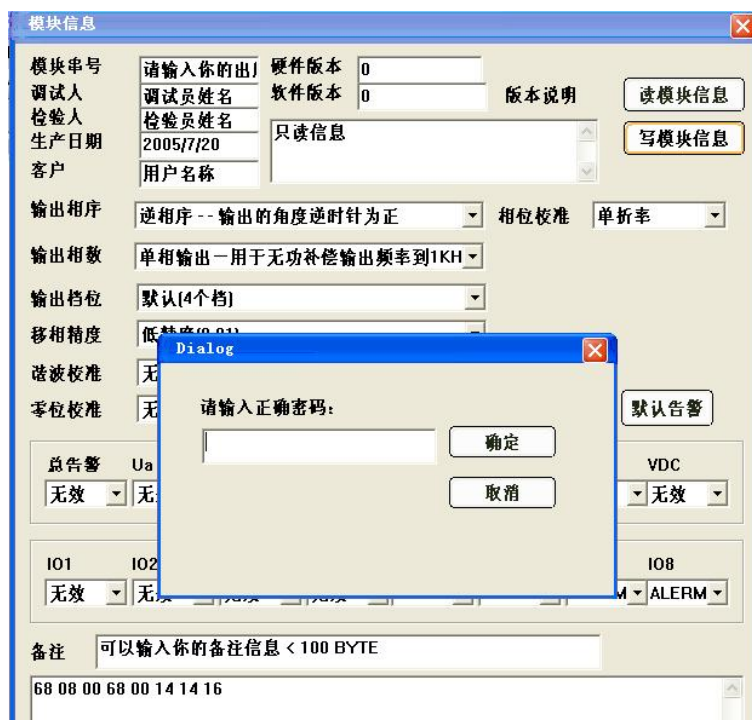 模块信息
模块串号 请输入你的出厂 硬件版本 0
调试人 调试员姓名 软件版本 0 版本说明 读模块信息
检验人 检验员姓名
生产日期 2005/7/20 只读信息 写模块信息
客户 用户名称
输出相序 逆相序--输出的角度逆时针为正 相位校准 单折率
输出相数 单相输出-用于无功补偿输出频率到1KH
输出档位 默认(4个档)
移相精度 低精度(0.01)
Dialog
谐波校准 无
零位校准 无 请输入正确密码: 默认告警
确定
总告警 Ua VDC
无效 无 取消 无效
IO1 IO2 IO8
无效 无 ALERM
备注 可以输入你的备注信息 < 100 BYTE
68 08 00 68 00 14 14 16